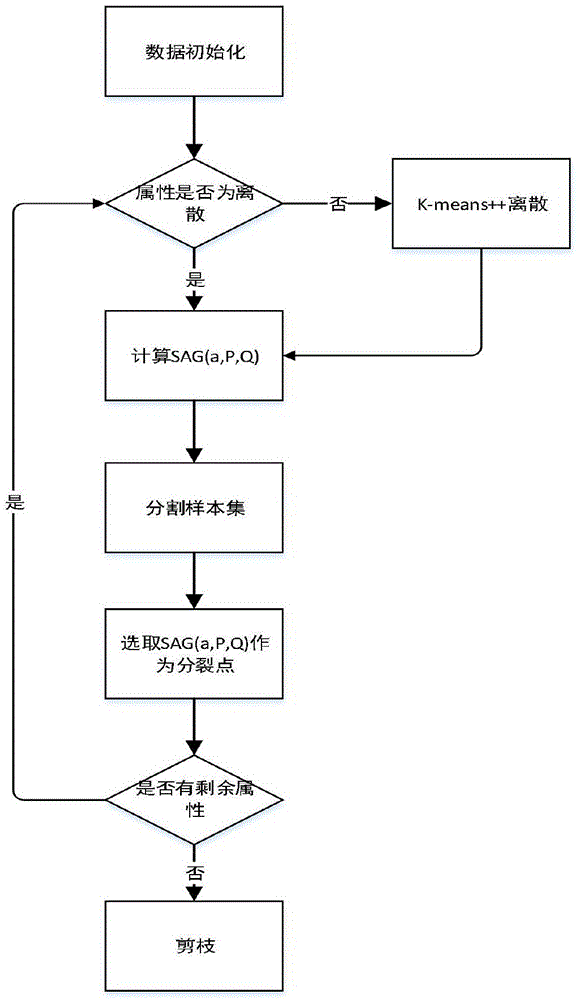 数据初始化
属性是否为离
散
否
K-means++离散
是
计算SAG(a,P,Q)
分割样本集
是
选取SAG(a,P,Q)作
为分裂点
是否有剩余属
性
否
剪枝